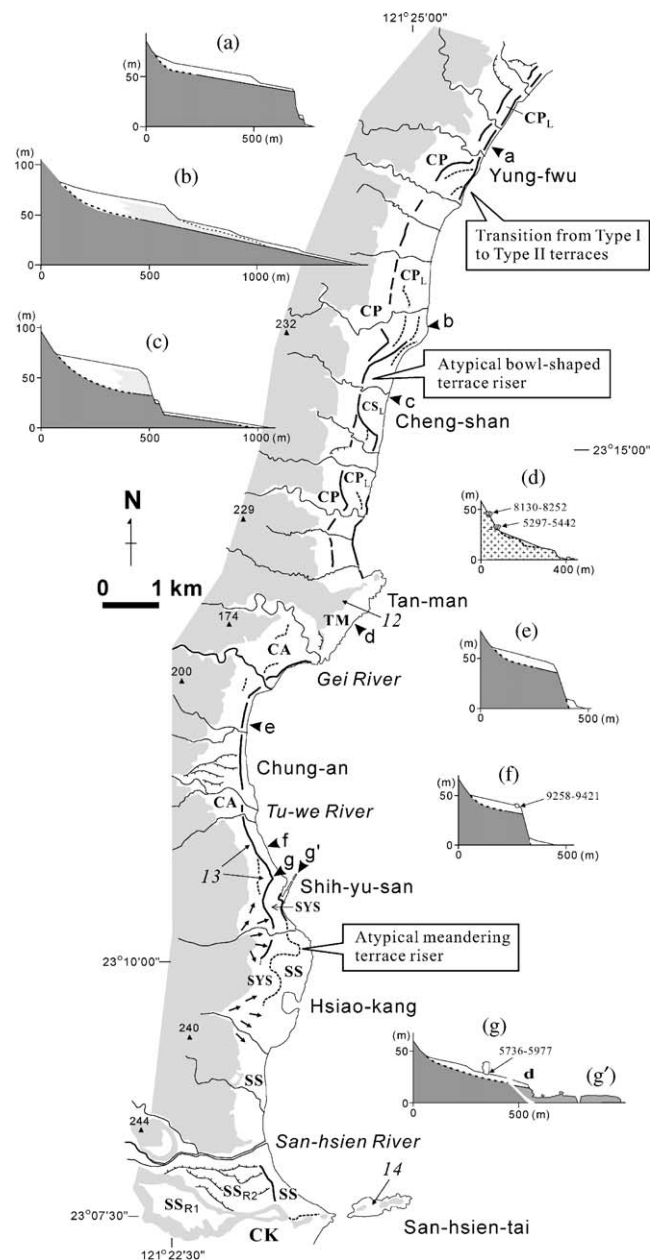 121°25'00"
(a)
(m)
50
0
0
500 (m)
CP_L
a
Yung-fwu
CP
Transition from Type I
to Type II terraces
(b)
(m)
100
50
0
0
500
1000
(m)
CP_L
CP
232
b
Atypical bowl-shaped
terrace riser
(c)
(m)
100
50
0
0
500
1000 (m)
CS_L
c
Cheng-shan
23°15'00"
CP_L
CP
(d)
(m)
50
0
8130-8252
5297-5442
0
400 (m)
N
0 1 km
229
Tan-man
12
174
TM
d
CA
Gei River
200
(e)
(m)
50
0
0
500
(m)
e
Chung-an
CA
Tu-we River
(f)
(m)
50
0
9258-9421
0
500 (m)
f
g
g'
13
Shih-yu-san
SYS
Atypical meandering
terrace riser
23°10'00"
SYS
SS
Hsiao-kang
240
(g)
(m)
50
0
5736-5977
d
(g')
0
500 (m)
SS
244
San-hsien River
SS_R2
SS
SS_R1
14
23°07'30"
CK
San-hsien-tai
121°22'30"